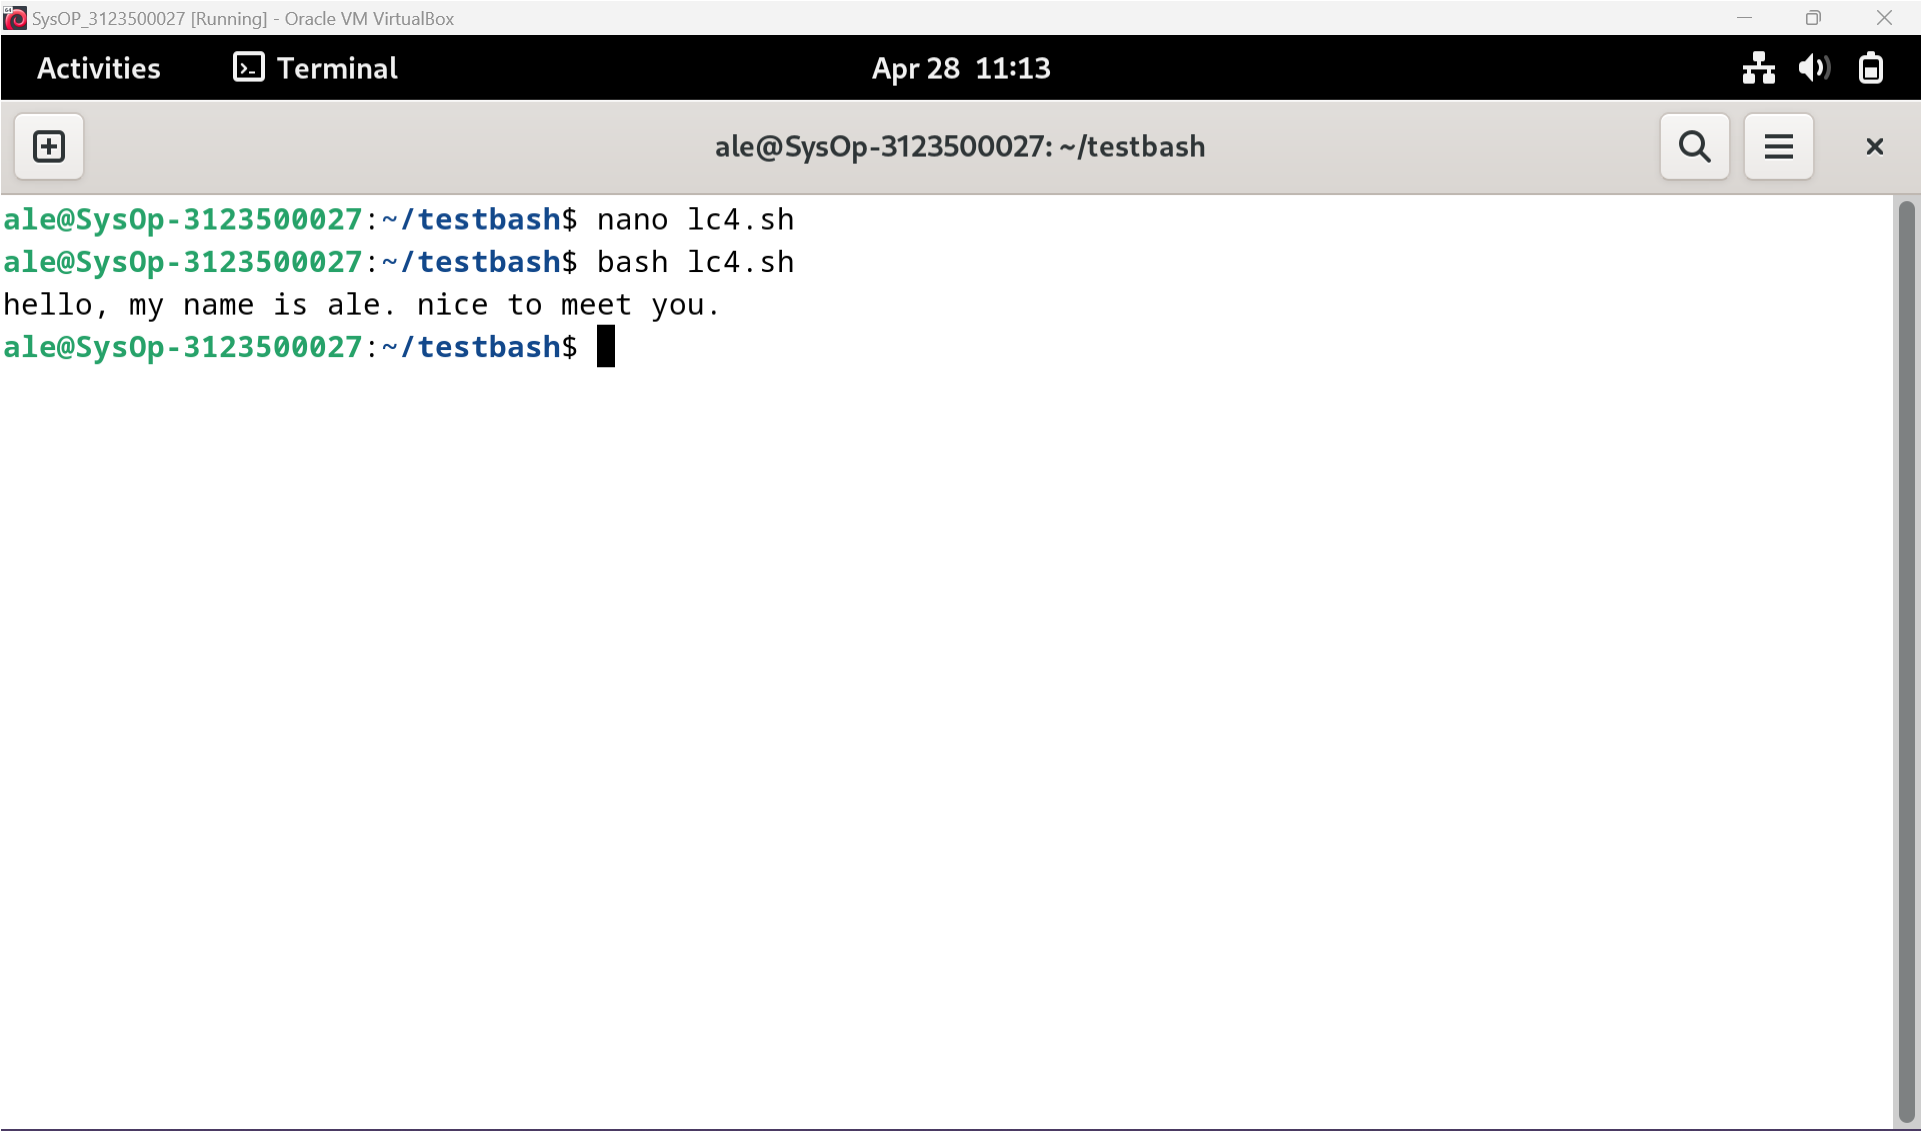 SysOP_3123500027 [Running] - Oracle VM VirtualBox
Activities Terminal Apr 28 11:13
ale@SysOp-3123500027: ~/testbash
ale@SysOp-3123500027:~/testbash$ nano lc4.sh
ale@SysOp-3123500027:~/testbash$ bash lc4.sh
hello, my name is ale. nice to meet you.
ale@SysOp-3123500027:~/testbash$